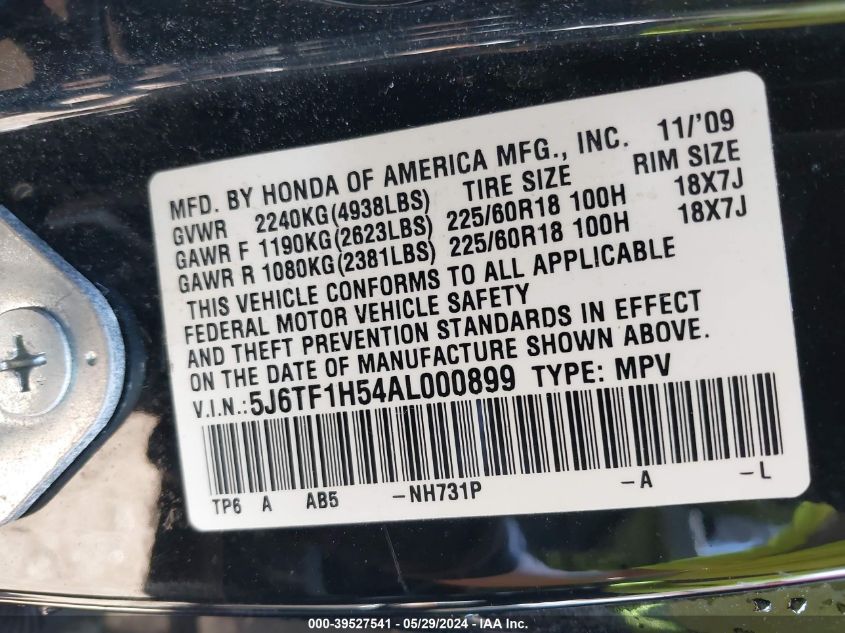 MFD. BY HONDA OF AMERICA MFG., INC. 11/'09
GVWR 2240KG(4938LBS) TIRE SIZE RIM SIZE
GAWR F 1190KG(2623LBS) 225/60R18 100H 18X7J
GAWR R 1080KG(2381LBS) 225/60R18 100H 18X7J
THIS VEHICLE CONFORMS TO ALL APPLICABLE
FEDERAL MOTOR VEHICLE SAFETY
AND THEFT PREVENTION STANDARDS IN EFFECT
ON THE DATE OF MANUFACTURE SHOWN ABOVE.
V.I.N.: 5J6TF1H54AL000899 TYPE: MPV
TP6 A AB5 -NH731P -A -L
000-39527541 - 05/29/2024 - IAA Inc.